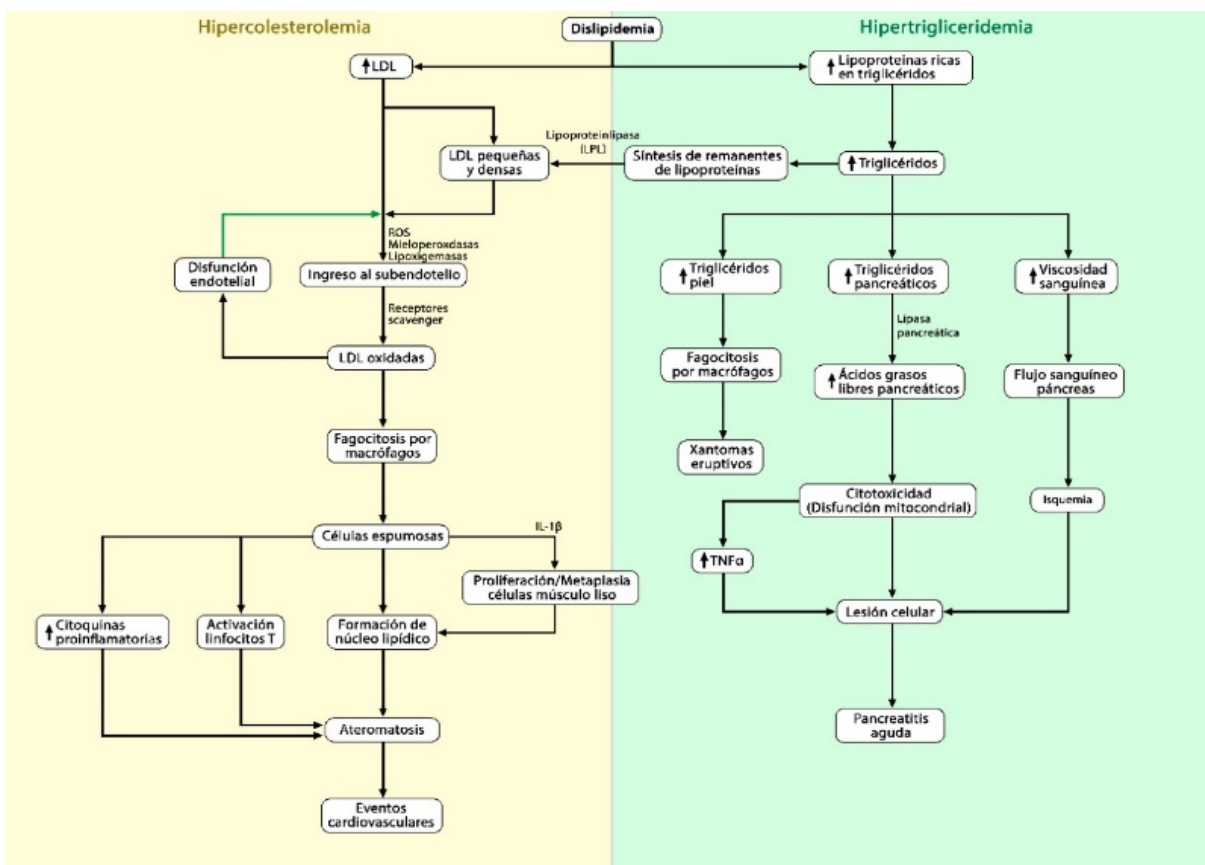 Hipercolesterolemia
Dislipidemia
Hipertrigliceridemia
↑LDL
↑Lipoproteínas ricas
en triglicéridos
Lipoproteinlipasa
(LPL)
LDL pequeñas
y densas
Síntesis de remanentes
de lipoproteínas
↑Triglicéridos
ROS
Mieloperoxdasas
Lipoxigemasas
Disfunción
endotelial
Ingreso al subendotelio
↑Triglicéridos
piel
↑Triglicéridos
pancreáticos
↑Viscosidad
sanguínea
Receptores
scavenger
Lipasa
pancreática
LDL oxidadas
Fagocitosis
por macrófagos
↑Ácidos grasos
libres pancreáticos
Flujo sanguíneo
páncreas
Fagocitosis por
macrófagos
Xantomas
eruptivos
Citotoxicidad
(Disfunción mitocondrial)
Isquemia
Células espumosas
IL-1β
↑TNFα
Proliferación/Metaplasia
células músculo liso
↑Citoquinas
proinflamatorias
Activación
linfocitos T
Formación de
núcleo lipídico
Lesión celular
Ateromatosis
Pancreatitis
aguda
Eventos
cardiovasculares